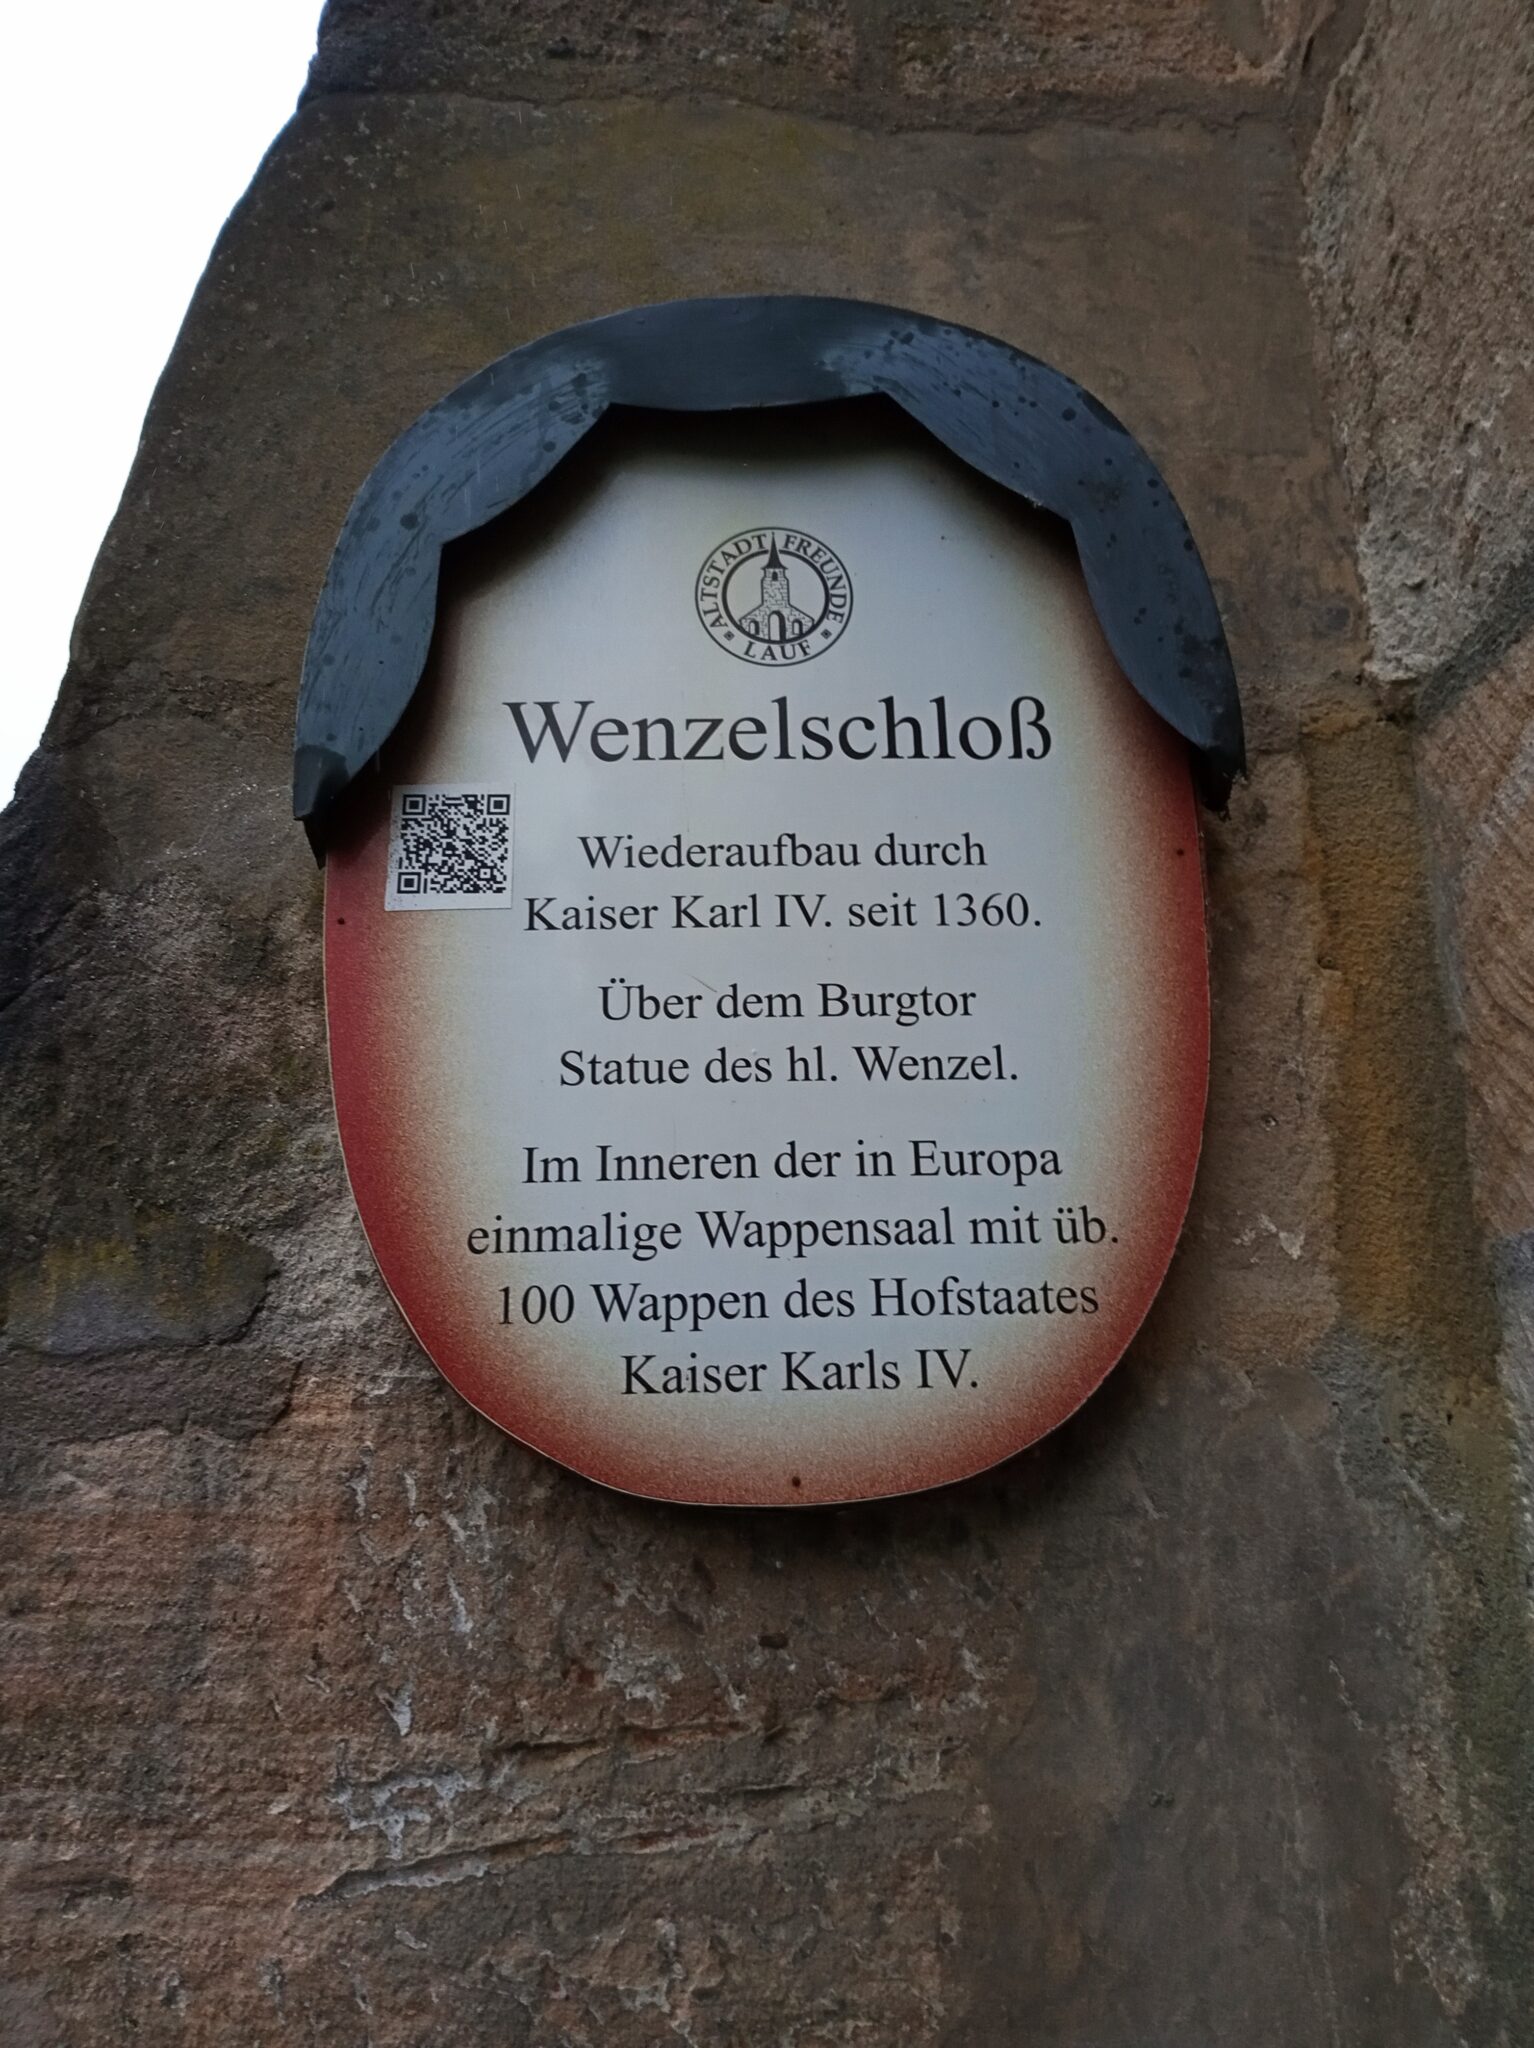 ALTSTADT FREUNDE
LAUF
Wenzelschloß
Wiederaufbau durch
Kaiser Karl IV. seit 1360.
Über dem Burgtor
Statue des hl. Wenzel.
Im Inneren der in Europa
einmalige Wappensaal mit üb.
100 Wappen des Hofstaates
Kaiser Karls IV.